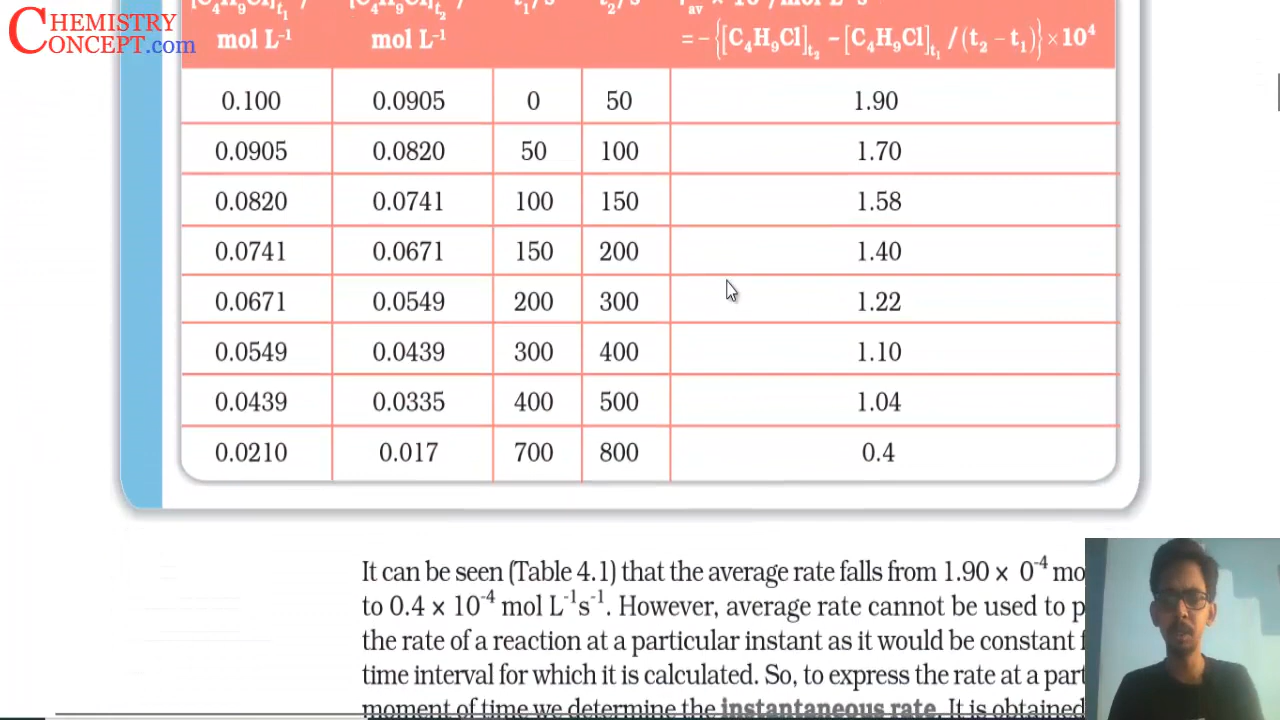 CHEMISTRY
CONCEPT.com
mol L⁻¹ mol L⁻¹ = – {[C₄H₉Cl]t₂ – [C₄H₉Cl]t₁ / (t₂ – t₁)} × 10⁴
0.100 0.0905 0 50 1.90
0.0905 0.0820 50 100 1.70
0.0820 0.0741 100 150 1.58
0.0741 0.0671 150 200 1.40
0.0671 0.0549 200 300 1.22
0.0549 0.0439 300 400 1.10
0.0439 0.0335 400 500 1.04
0.0210 0.017 700 800 0.4
It can be seen (Table 4.1) that the average rate falls from 1.90 × 0⁻⁴ mo
to 0.4 × 10⁻⁴ mol L⁻¹s⁻¹. However, average rate cannot be used to p
the rate of a reaction at a particular instant as it would be constant f
time interval for which it is calculated. So, to express the rate at a part
moment of time we determine the instantaneous rate. It is obtained